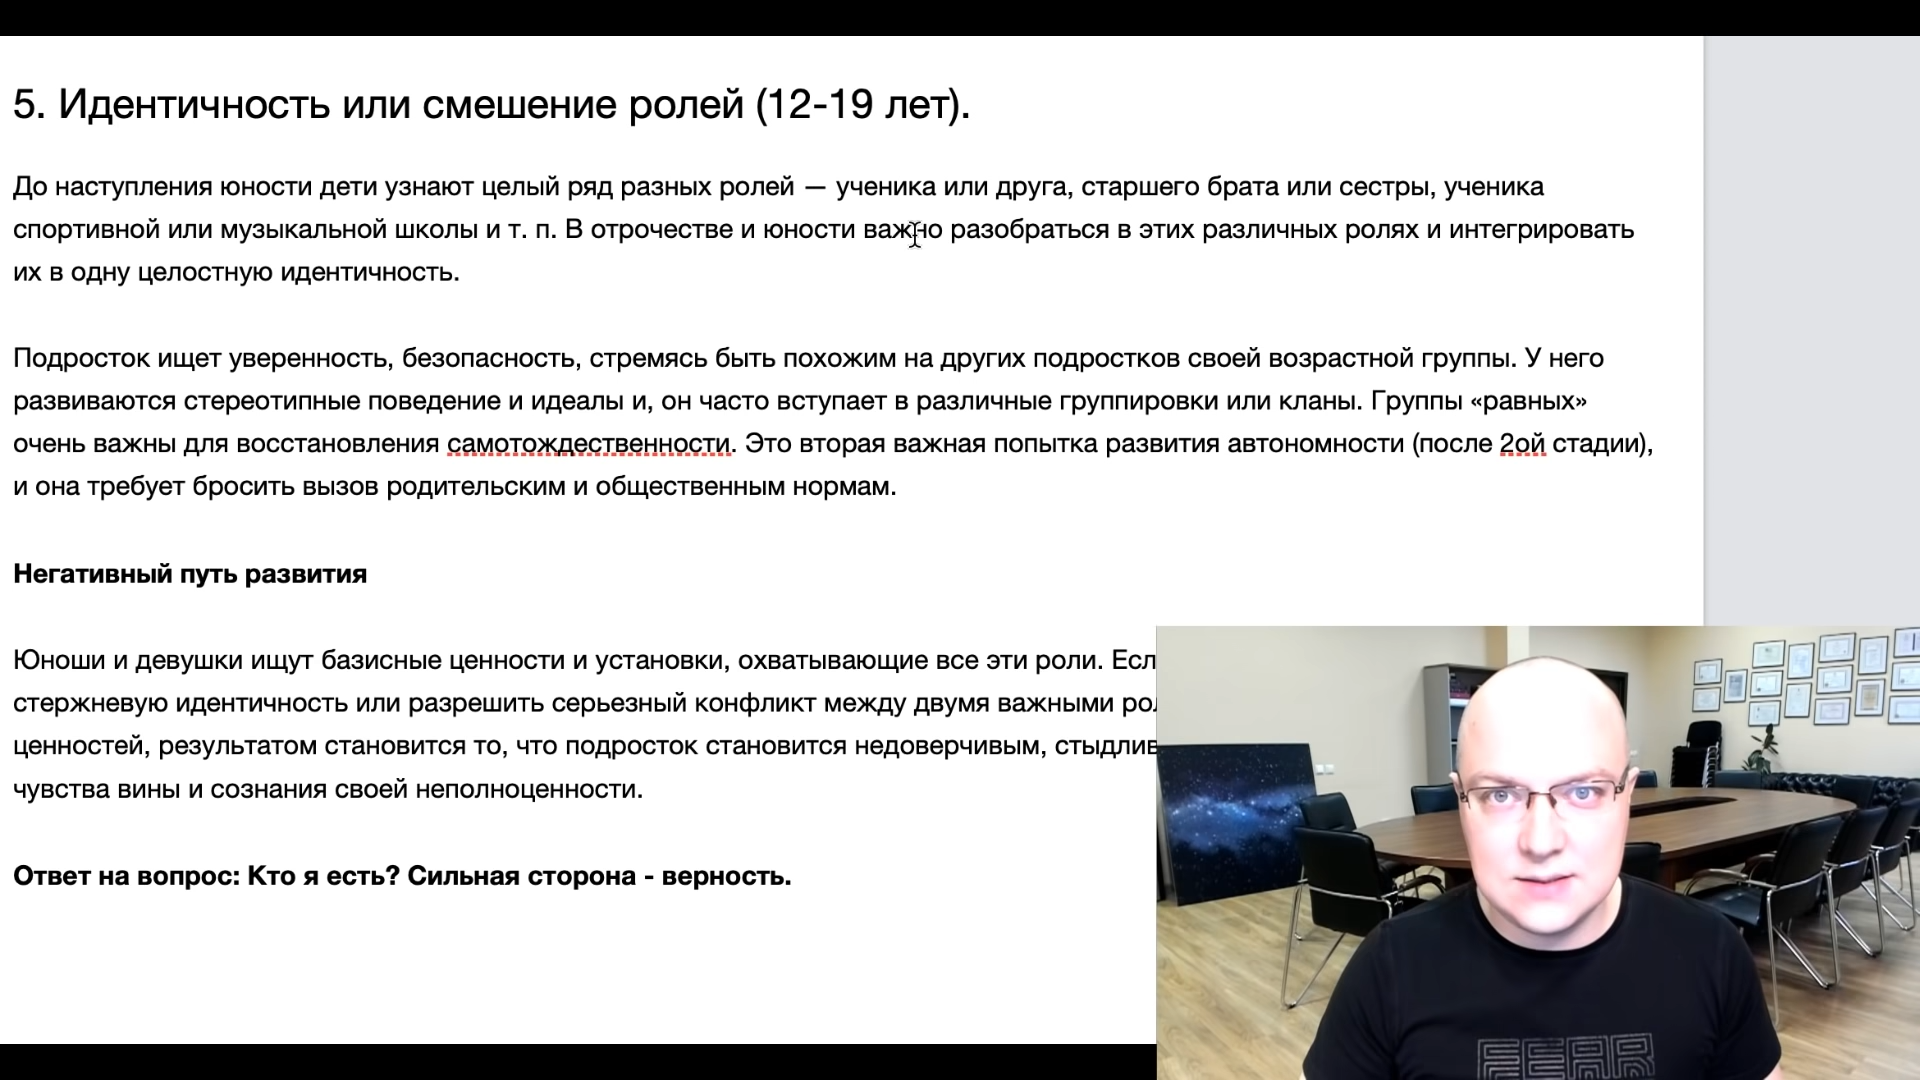 5. Идентичность или смешение ролей (12-19 лет).
До наступления юности дети узнают целый ряд разных ролей — ученика или друга, старшего брата или сестры, ученика
спортивной или музыкальной школы и т. п. В отрочестве и юности важно разобраться в этих различных ролях и интегрировать
их в одну целостную идентичность.
Подросток ищет уверенность, безопасность, стремясь быть похожим на других подростков своей возрастной группы. У него
развиваются стереотипные поведение и идеалы и, он часто вступает в различные группировки или кланы. Группы «равных»
очень важны для восстановления самотождественности. Это вторая важная попытка развития автономности (после 2ой стадии),
и она требует бросить вызов родительским и общественным нормам.
Негативный путь развития
Юноши и девушки ищут базисные ценности и установки, охватывающие все эти роли.
стержневую идентичность или разрешить серьезный конфликт между двумя важными
ценностей, результатом становится то, что подросток становится недоверчивым,
чувства вины и сознания своей неполноценности.
Ответ на вопрос: Кто я есть? Сильная сторона - верность.
FEAR